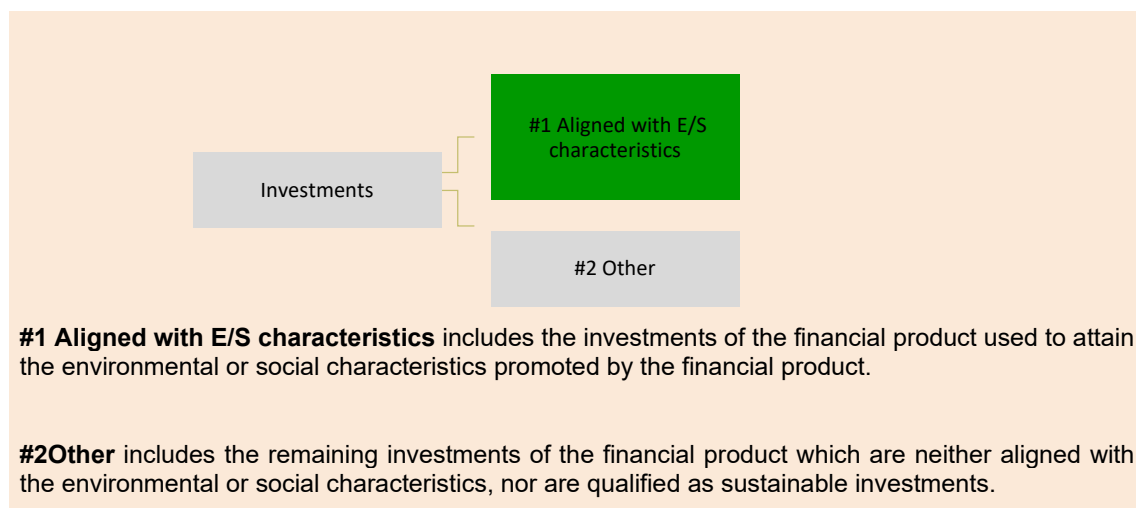 #1 Aligned with E/S
characteristics
Investments
#2 Other
#1 Aligned with E/S characteristics includes the investments of the financial product used to attain
the environmental or social characteristics promoted by the financial product.
#2Other includes the remaining investments of the financial product which are neither aligned with
the environmental or social characteristics, nor are qualified as sustainable investments.